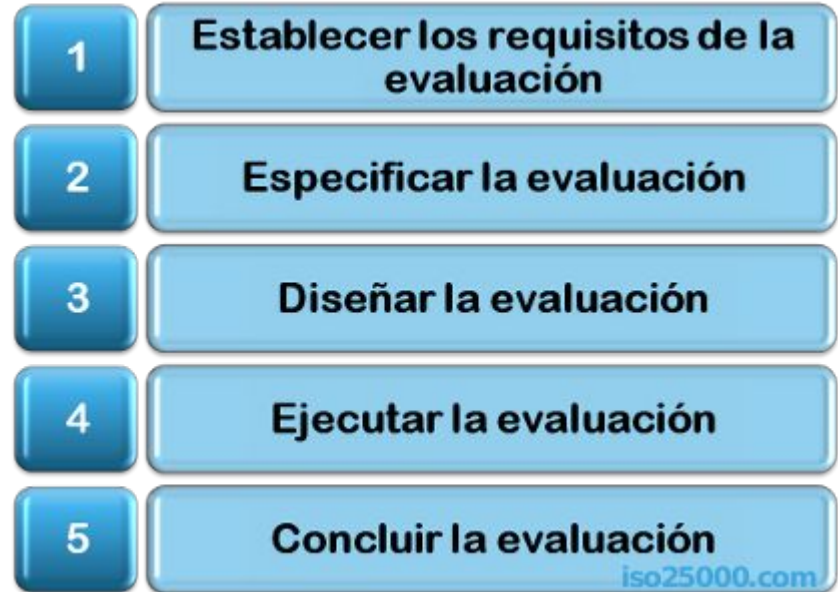 1
Establecer los requisitos de la
evaluación
2
Especificar la evaluación
3
Diseñar la evaluación
4
Ejecutar la evaluación
5
Concluir la evaluación
iso25000.com